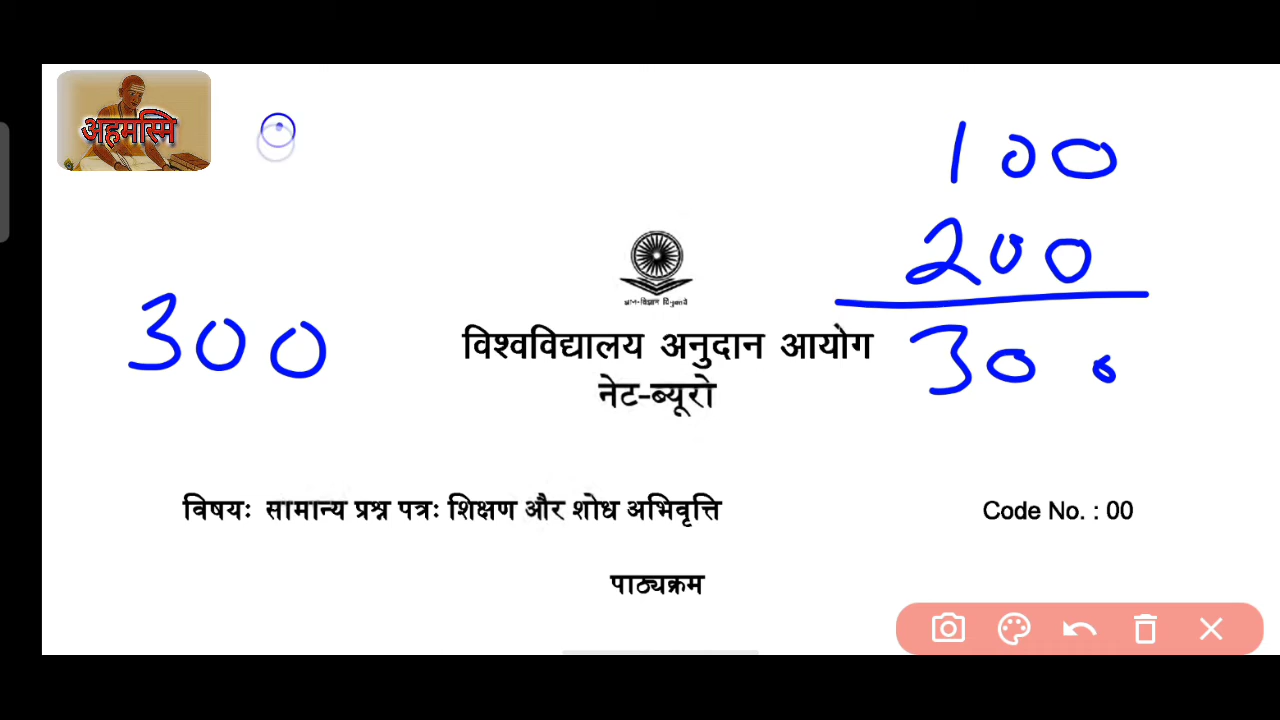 अहमस्मि
100
200
300
300
विश्वविद्यालय अनुदान आयोग
नेट-ब्यूरो
विषयः सामान्य प्रश्न पत्रः शिक्षण और शोध अभिवृत्ति
Code No. : 00
पाठ्यक्रम